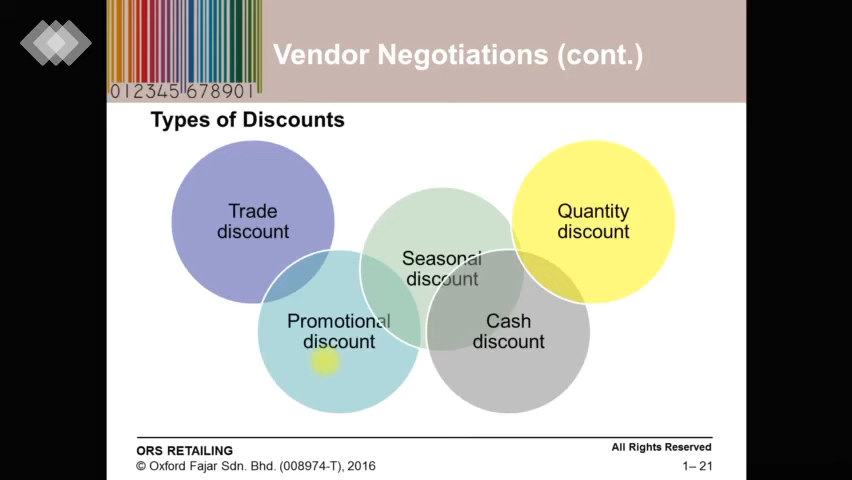 Vendor Negotiations (cont.)
012345 678901
Types of Discounts
Trade
discount
Quantity
discount
Seasonal
discount
Promotional
discount
Cash
discount
ORS RETAILING
All Rights Reserved
© Oxford Fajar Sdn. Bhd. (008974-T), 2016
1– 21